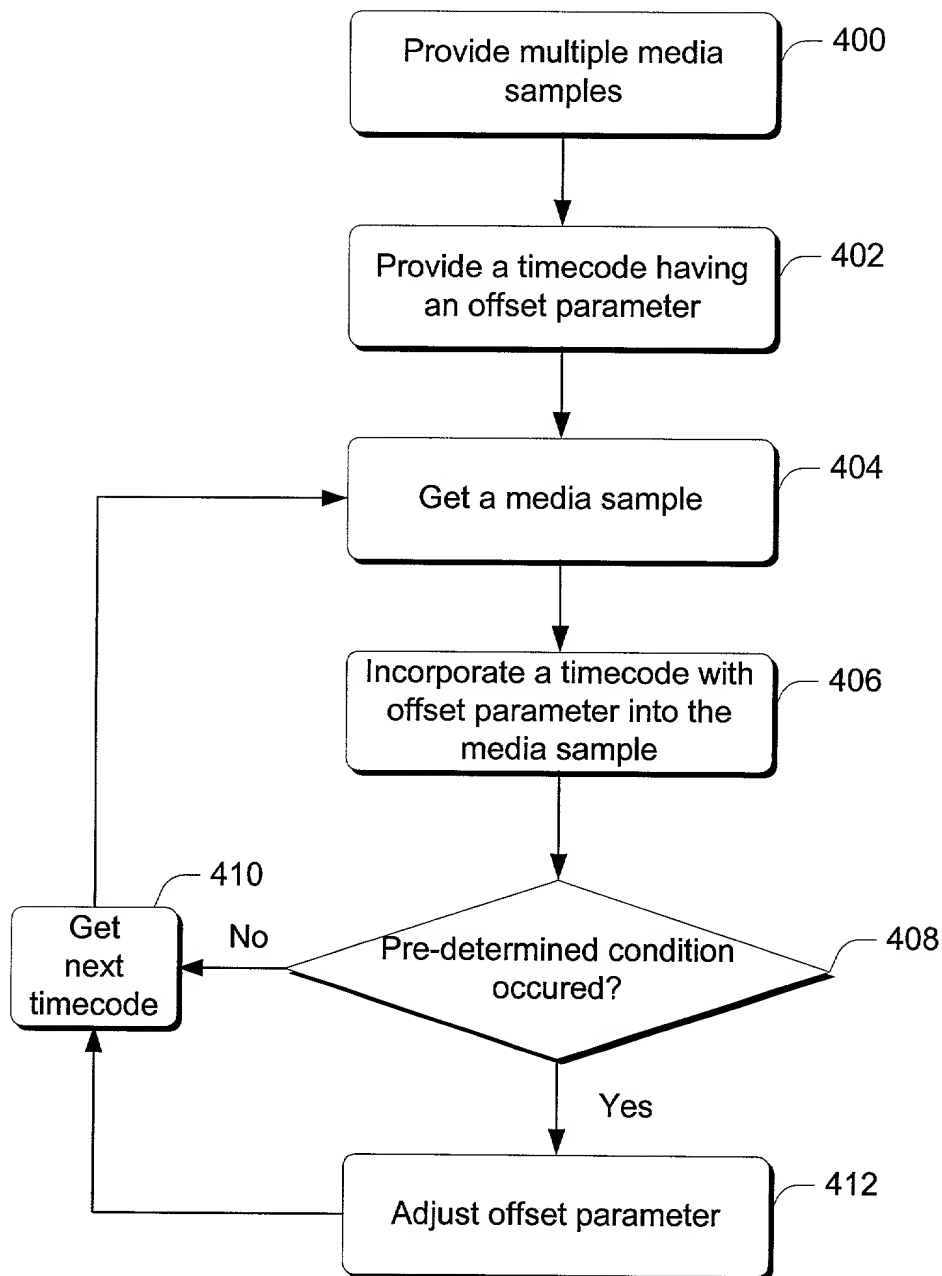 Provide multiple media
samples
400
Provide a timecode having
an offset parameter
402
Get a media sample
404
Incorporate a timecode with
offset parameter into the
media sample
406
410
Get
next
timecode
No
Pre-determined condition
occured?
408
Yes
Adjust offset parameter
412